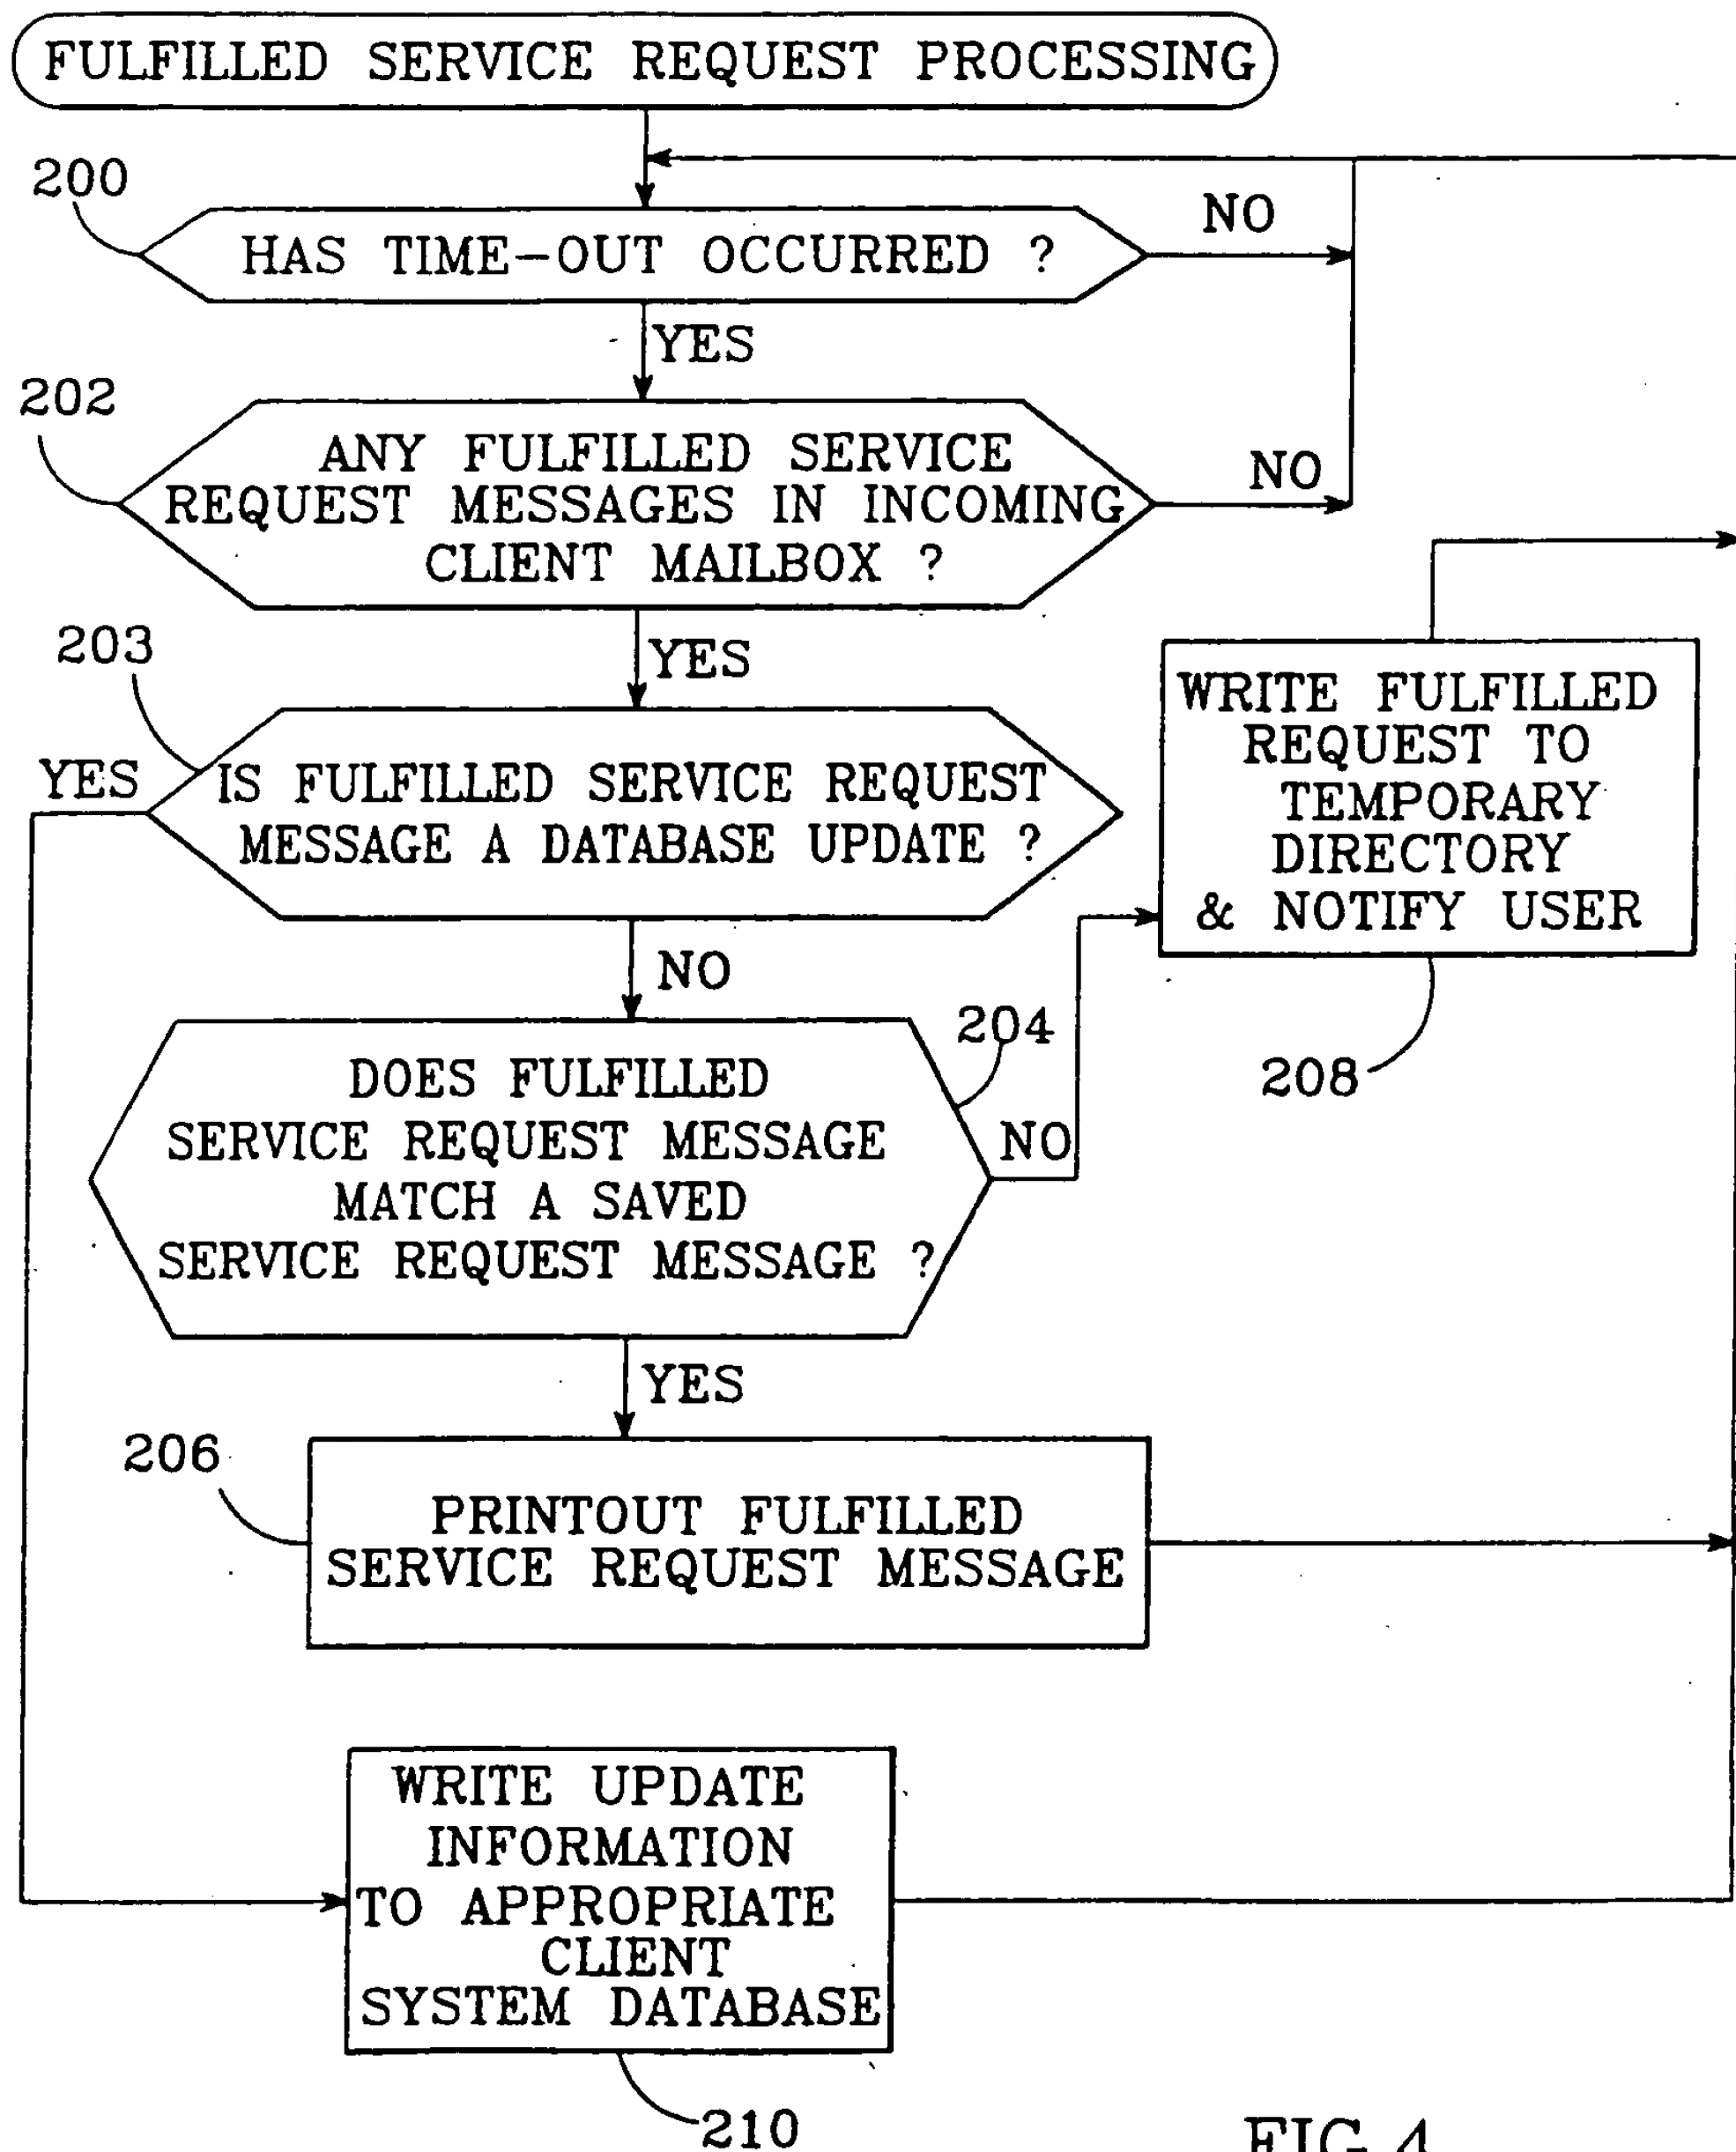 FULFILLED SERVICE REQUEST PROCESSING
200
NO
HAS TIME-OUT OCCURRED ?
YES
202
ANY FULFILLED SERVICE
REQUEST MESSAGES IN INCOMING
CLIENT MAILBOX ?
NO
YES
203
YES
IS FULFILLED SERVICE REQUEST
MESSAGE A DATABASE UPDATE ?
WRITE FULFILLED
REQUEST TO
TEMPORARY
DIRECTORY
& NOTIFY USER
NO
204
208
DOES FULFILLED
SERVICE REQUEST MESSAGE
MATCH A SAVED
SERVICE REQUEST MESSAGE ?
NO
YES
206
PRINTOUT FULFILLED
SERVICE REQUEST MESSAGE
WRITE UPDATE
INFORMATION
TO APPROPRIATE
CLIENT
SYSTEM DATABASE
210
FIG.4